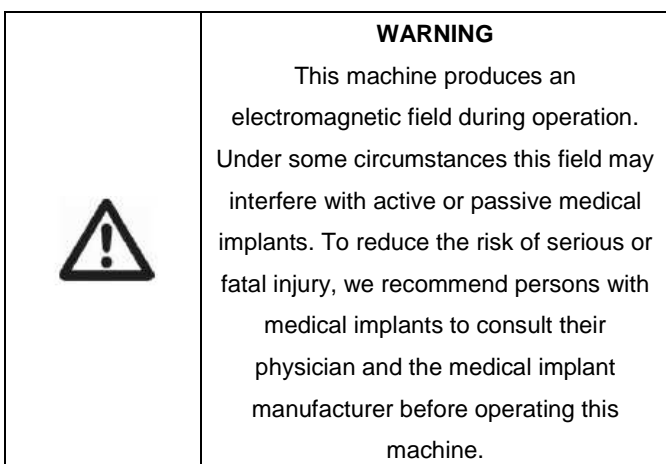 WARNING
This machine produces an
electromagnetic field during operation.
Under some circumstances this field may
interfere with active or passive medical
implants. To reduce the risk of serious or
fatal injury, we recommend persons with
medical implants to consult their
physician and the medical implant
manufacturer before operating this
machine.